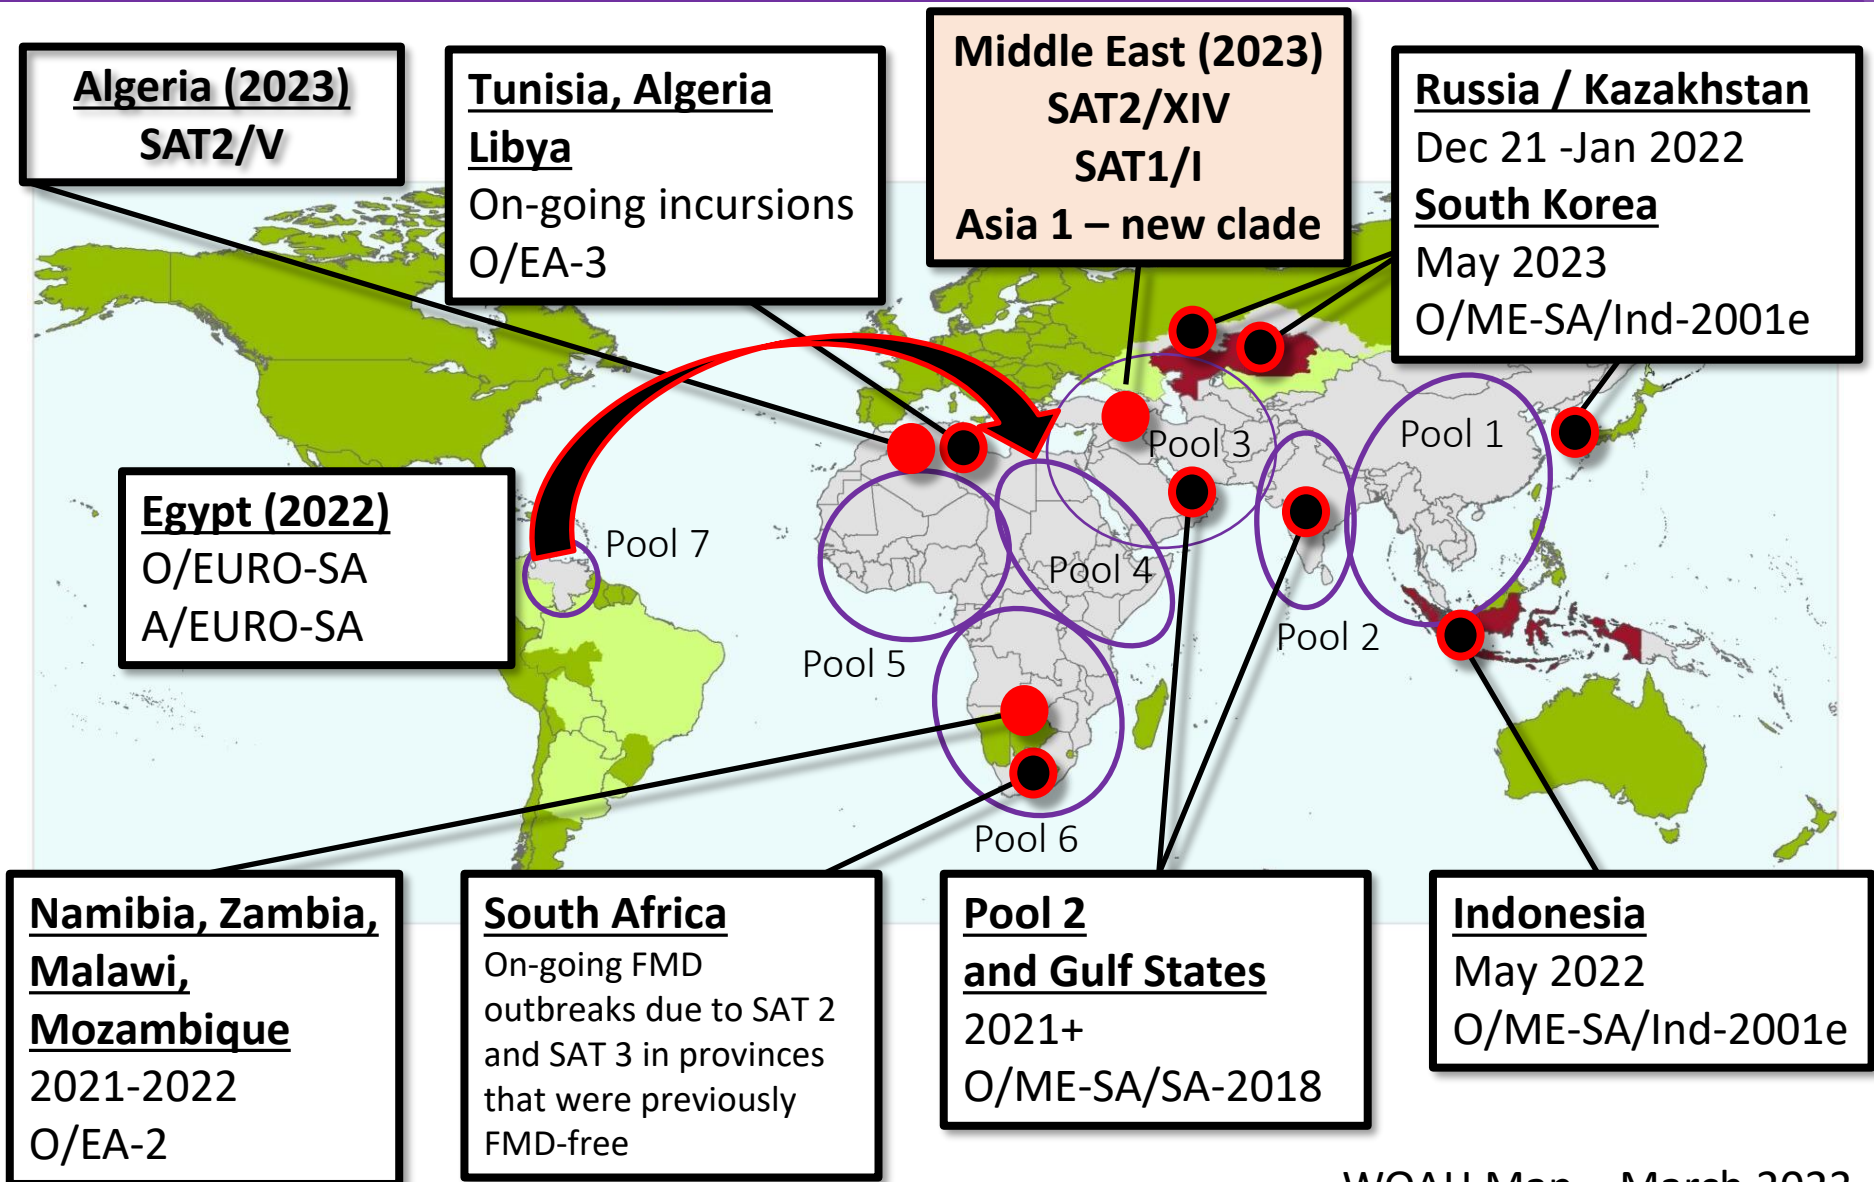 Algeria (2023)
SAT2/V
Tunisia, Algeria
Libya
On-going incursions
O/EA-3
Middle East (2023)
SAT2/XIV
SAT1/I
Asia 1 – new clade
Russia / Kazakhstan
Dec 21 -Jan 2022
South Korea
May 2023
O/ME-SA/Ind-2001e
Egypt (2022)
O/EURO-SA
A/EURO-SA
Pool 7
Pool 5
Pool 4
Pool 3
Pool 2
Pool 1
Pool 6
Namibia, Zambia,
Malawi,
Mozambique
2021-2022
O/EA-2
South Africa
On-going FMD
outbreaks due to SAT 2
and SAT 3 in provinces
that were previously
FMD-free
Pool 2
and Gulf States
2021+
O/ME-SA/SA-2018
Indonesia
May 2022
O/ME-SA/Ind-2001e
WOAH Map – March 2023